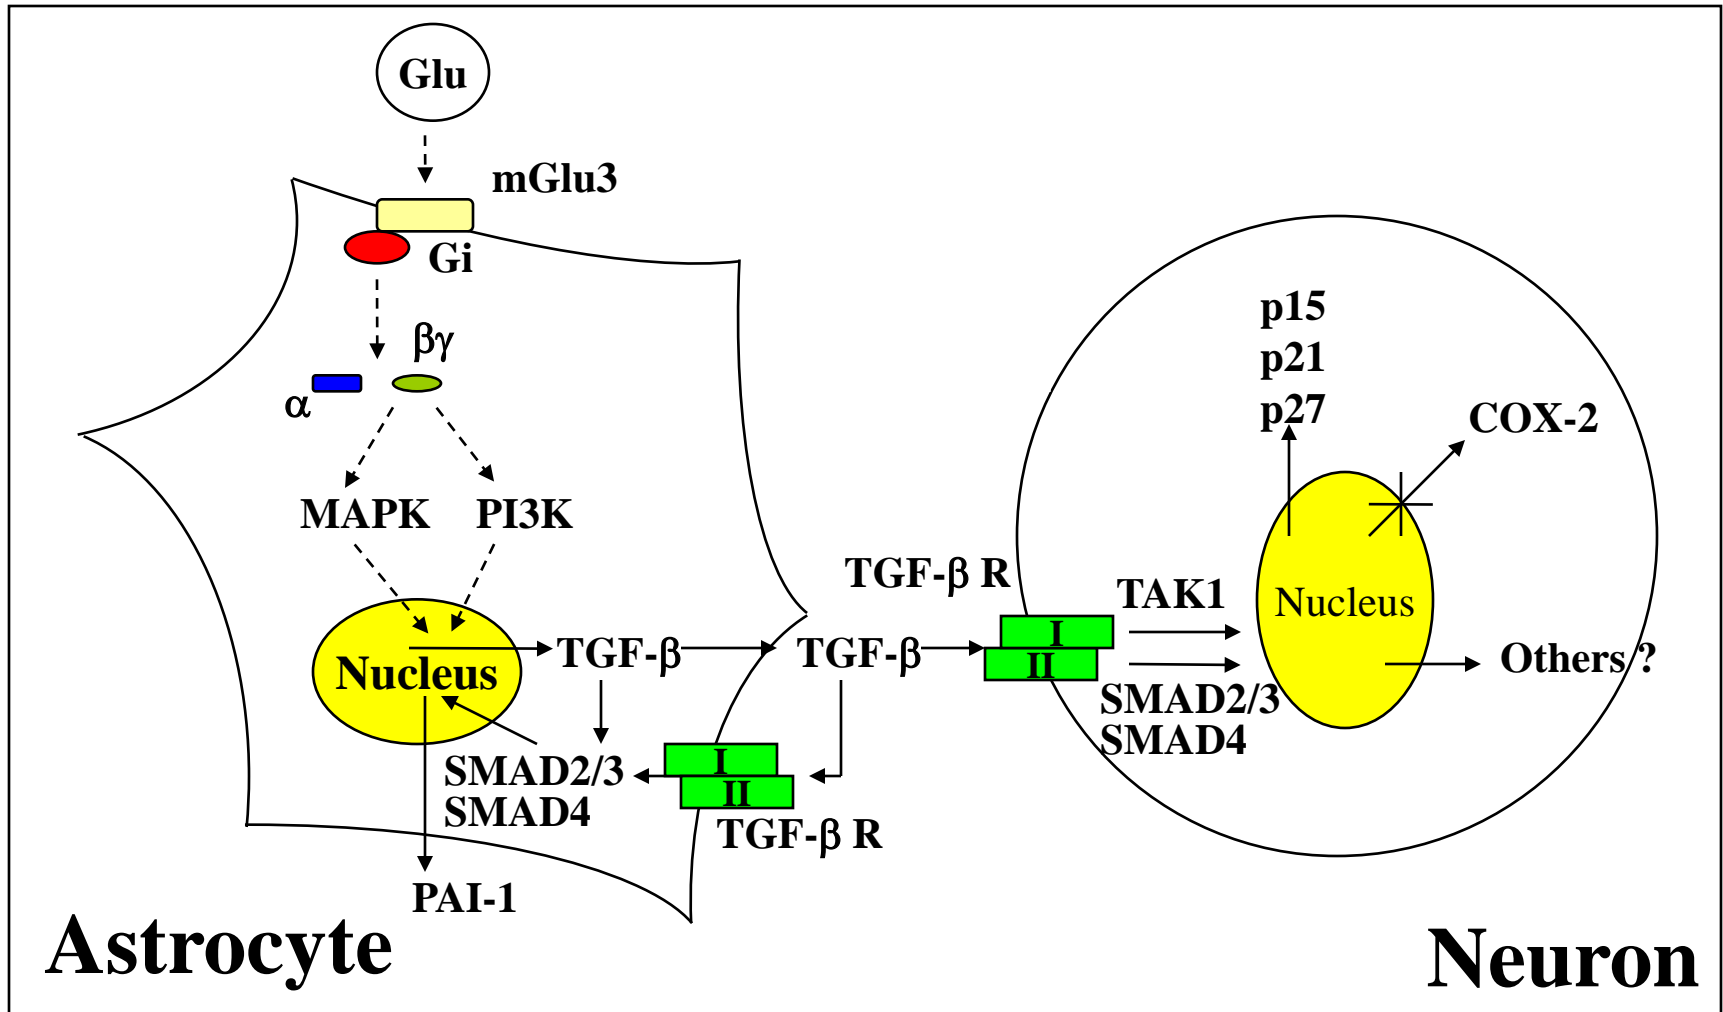 Glu
mGlu3
Gi
βγ
α
MAPK
PI3K
Nucleus
TGF-β
TGF-β
SMAD2/3
SMAD4
I
II
TGF-β R
PAI-1
Astrocyte
TGF-β R
I
II
TAK1
SMAD2/3
SMAD4
p15
p21
p27
COX-2
Nucleus
Others ?
Neuron